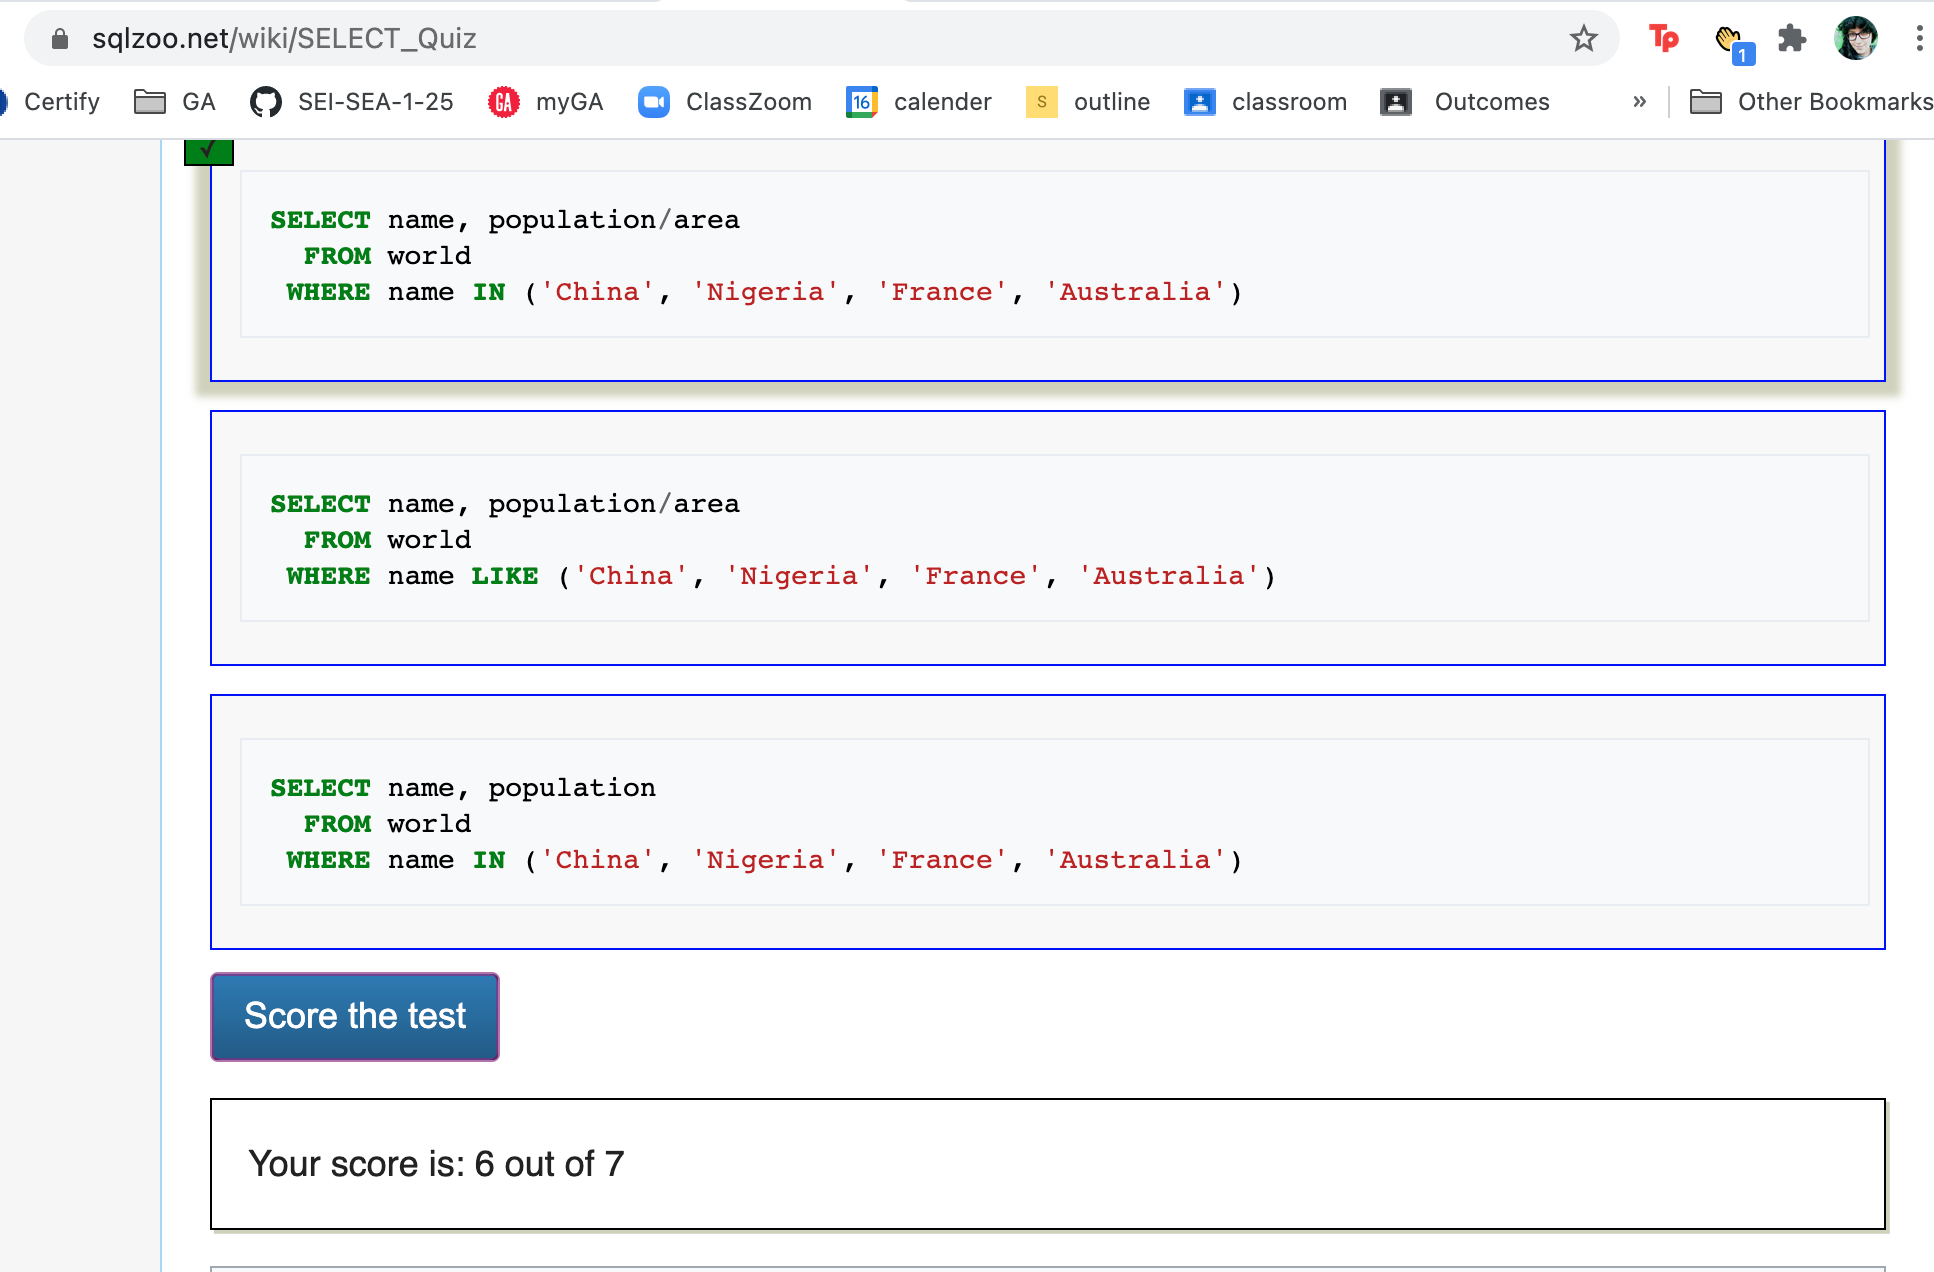 sqlzoo.net/wiki/SELECT_Quiz
Tp
1
Certify GA SEI-SEA-1-25 GA myGA ClassZoom 16 calender S outline classroom Outcomes » Other Bookmarks
✓
SELECT name, population/area
FROM world
WHERE name IN ('China', 'Nigeria', 'France', 'Australia')
SELECT name, population/area
FROM world
WHERE name LIKE ('China', 'Nigeria', 'France', 'Australia')
SELECT name, population
FROM world
WHERE name IN ('China', 'Nigeria', 'France', 'Australia')
Score the test
Your score is: 6 out of 7